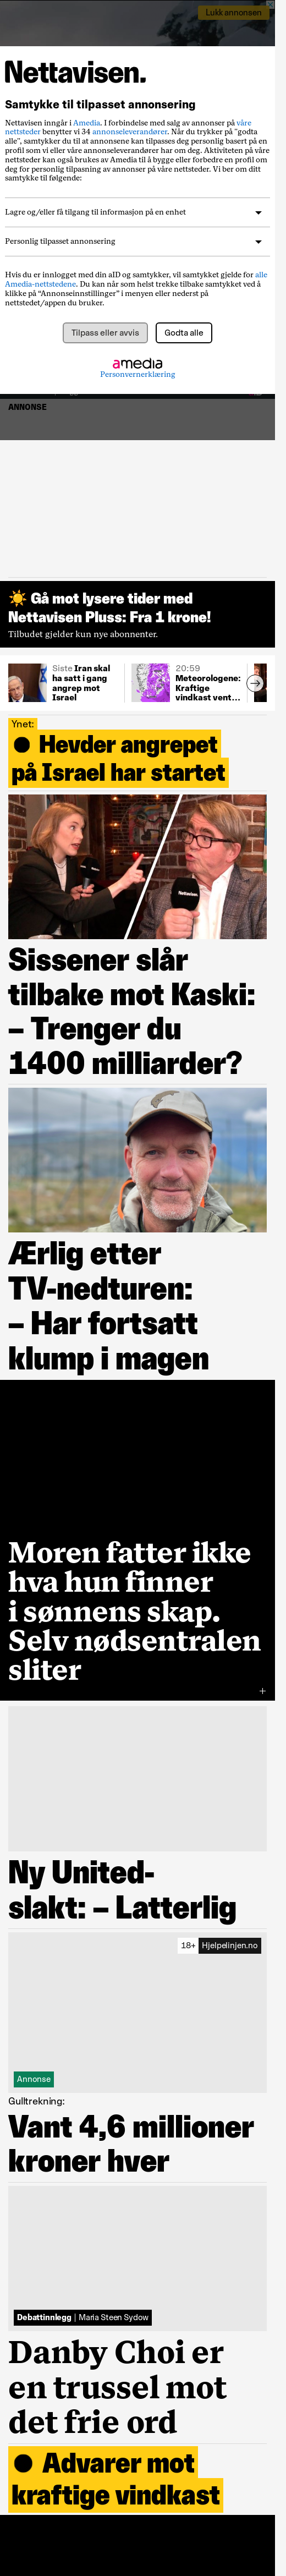 Lukk annonsen
Nettavisen.
Samtykke til tilpasset annonsering
Nettavisen inngår i Amedia. I forbindelse med salg av annonser på våre
nettsteder benytter vi 34 annonseleverandører. Når du trykker på "godta
alle", samtykker du til at annonsene kan tilpasses deg personlig basert på en
profil som vi eller våre annonseleverandører har om deg. Aktiviteten på våre
nettsteder kan også brukes av Amedia til å bygge eller forbedre en profil om
deg for personlig tilpasning av annonser på våre nettsteder. Vi ber om ditt
samtykke til følgende:
Lagre og/eller få tilgang til informasjon på en enhet
Personlig tilpasset annonsering
Hvis du er innlogget med din aID og samtykker, vil samtykket gjelde for alle
Amedia-nettstedene. Du kan når som helst trekke tilbake samtykket ved å
klikke på “Annonseinnstillinger” i menyen eller nederst på
nettstedet/appen du bruker.
Tilpass eller avvis
Godta alle
amedia
Personvernerklæring
ANNONSE
☀️ Gå mot lysere tider med
Nettavisen Pluss: Fra 1 krone!
Tilbudet gjelder kun nye abonnenter.
Siste Iran skal
ha satt i gang
angrep mot
Israel
20:59
Meteorologene:
Kraftige
vindkast vent...
Ynet:
● Hevder angrepet
på Israel har startet
Nettavisen.
Sissener slår
tilbake mot Kaski:
– Trenger du
1400 milliarder?
Ærlig etter
TV-nedturen:
– Har fortsatt
klump i magen
Moren fatter ikke
hva hun finner
i sønnens skap.
Selv nødsentralen
sliter
+
Ny United-
slakt: – Latterlig
18+ Hjelpelinjen.no
Annonse
Gulltrekning:
Vant 4,6 millioner
kroner hver
Debattinnlegg | Maria Steen Sydow
Danby Choi er
en trussel mot
det frie ord
● Advarer mot
kraftige vindkast